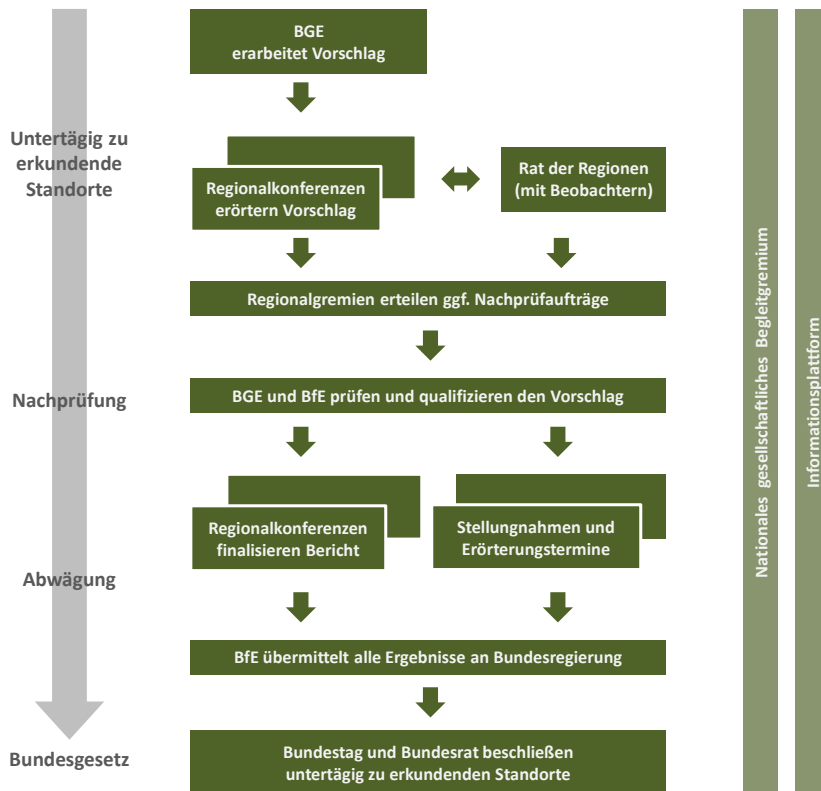 BGE
erarbeitet Vorschlag
Untertägig zu
erkundende
Standorte
Regionalkonferenzen
erörtern Vorschlag
Rat der Regionen
(mit Beobachtern)
Regionalgremien erteilen ggf. Nachprüfaufträge
Nachprüfung
BGE und BfE prüfen und qualifizieren den Vorschlag
Regionalkonferenzen
finalisieren Bericht
Stellungnahmen und
Erörterungstermine
Abwägung
BfE übermittelt alle Ergebnisse an Bundesregierung
Bundesgesetz
Bundestag und Bundesrat beschließen
untertägig zu erkundenden Standorte
Nationales gesellschaftliches Begleitgremium
Informationsplattform